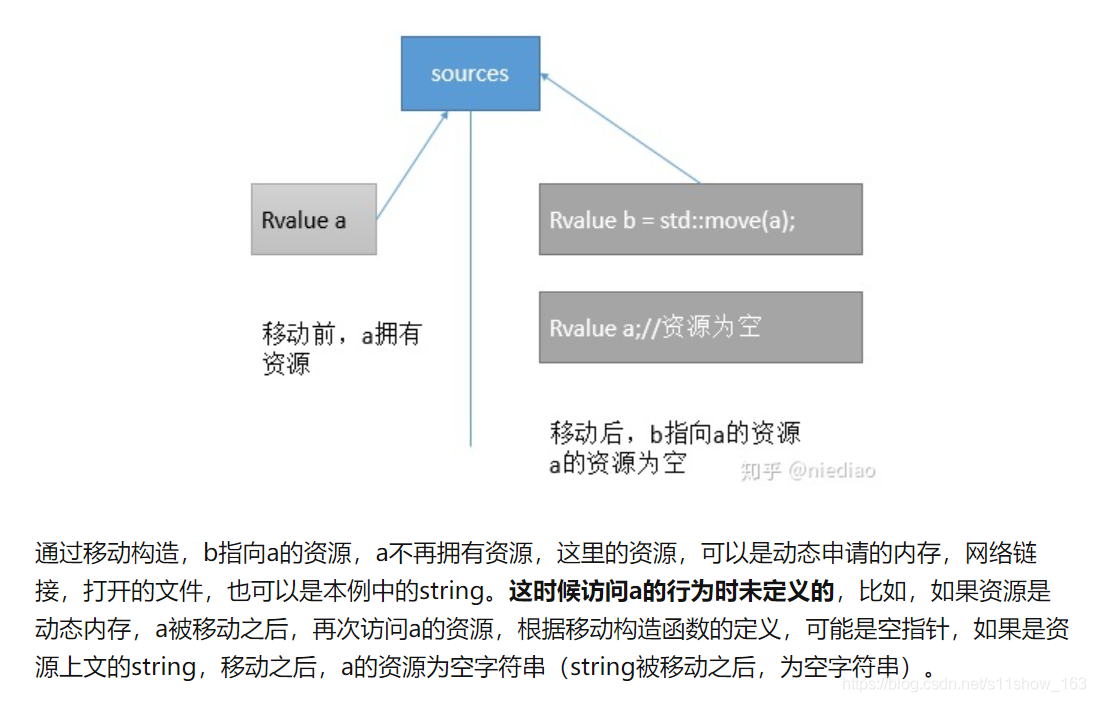 sources
Rvalue a
Rvalue b = std::move(a);
Rvalue a;//资源为空
移动前，a拥有
资源
移动后，b指向a的资源
a的资源为空
知乎 @niediao
通过移动构造，b指向a的资源，a不再拥有资源，这里的资源，可以是动态申请的内存，网络链
接，打开的文件，也可以是本例中的string。这时候访问a的行为时未定义的，比如，如果资源是
动态内存，a被移动之后，再次访问a的资源，根据移动构造函数的定义，可能是空指针，如果是资
源上文的string，移动之后，a的资源为空字符串（string被移动之后，为空字符串）。
https://blog.csdn.net/s11show_163